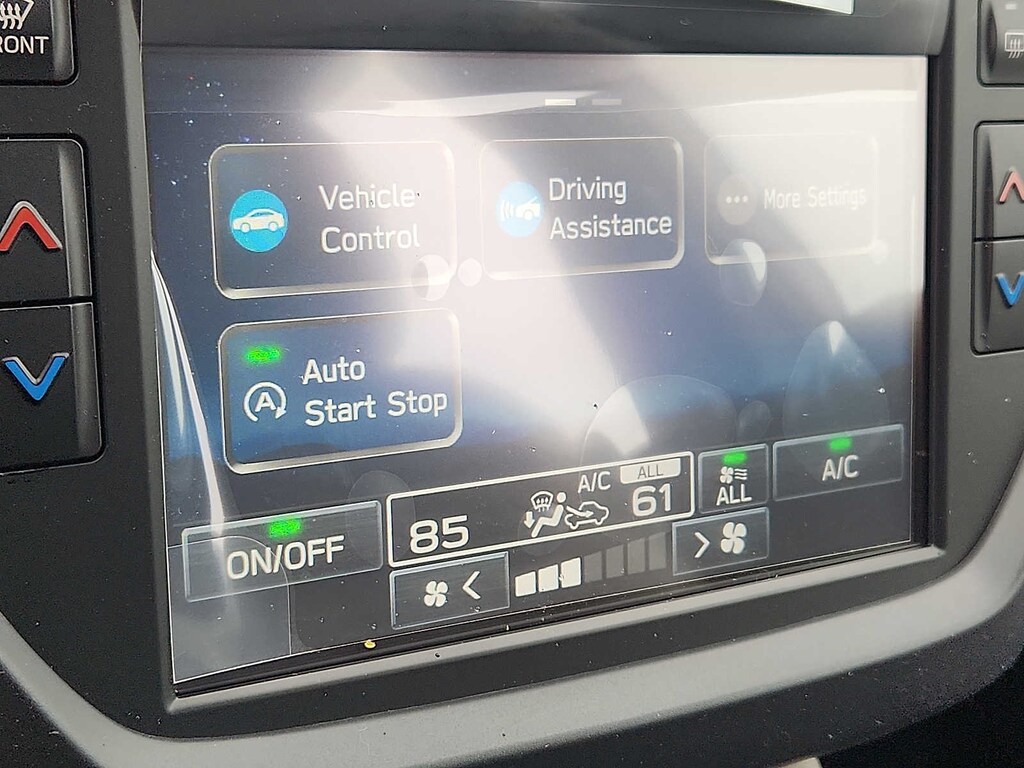 RONT
Vehicle
Control
Driving
Assistance
More Settings
A
Auto
Start Stop
ON/OFF
85
A/C
ALL
61
ALL
A/C